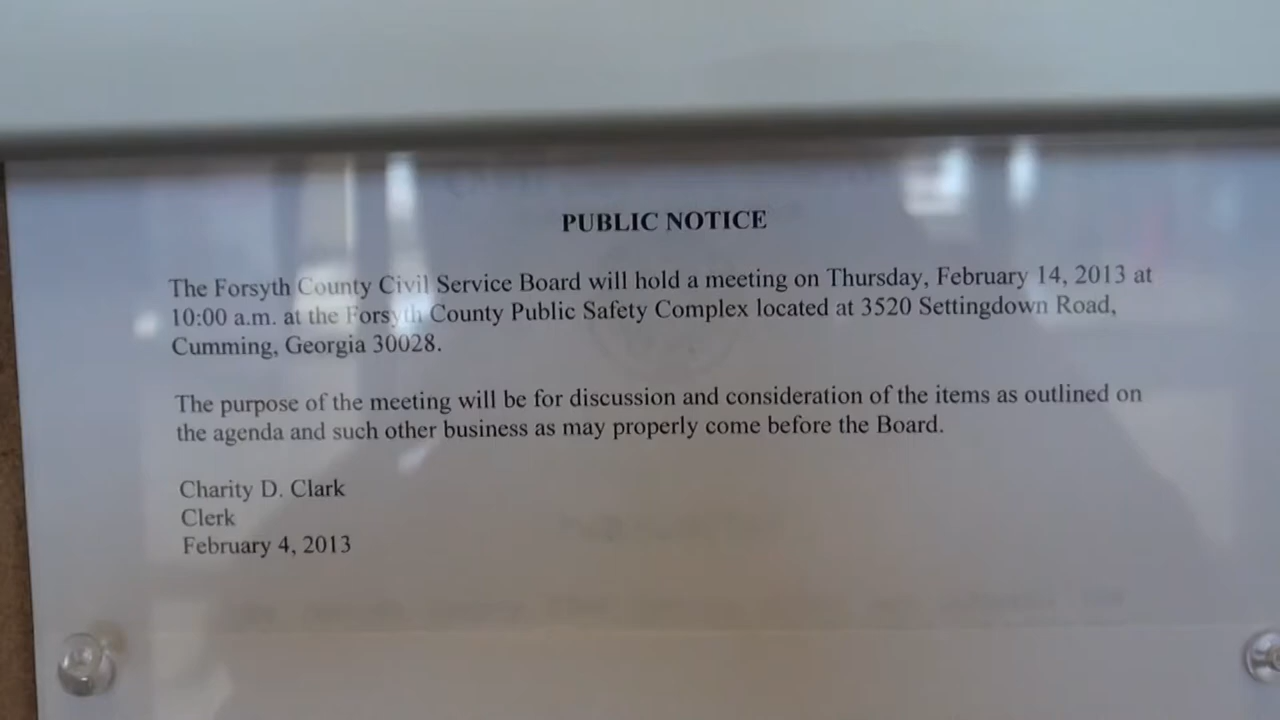 PUBLIC NOTICE
The Forsyth County Civil Service Board will hold a meeting on Thursday, February 14, 2013 at
10:00 a.m. at the Forsyth County Public Safety Complex located at 3520 Settingdown Road,
Cumming, Georgia 30028.
The purpose of the meeting will be for discussion and consideration of the items as outlined on
the agenda and such other business as may properly come before the Board.
Charity D. Clark
Clerk
February 4, 2013